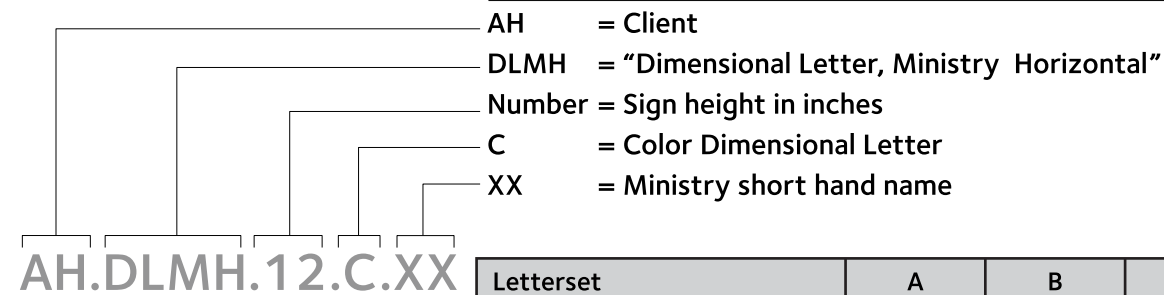 AH = Client
DLMH = “Dimensional Letter, Ministry Horizontal”
Number = Sign height in inches
C = Color Dimensional Letter
XX = Ministry short hand name
AH.DLMH.12.C.XX
Letterset A B